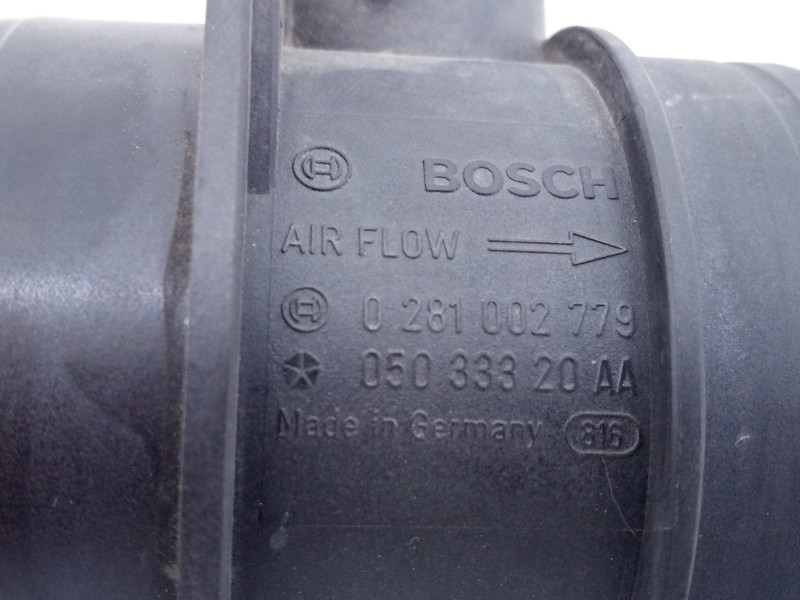 BOSCH
AIR FLOW
0 281 002 779
050 333 20 AA
Made in Germany 816